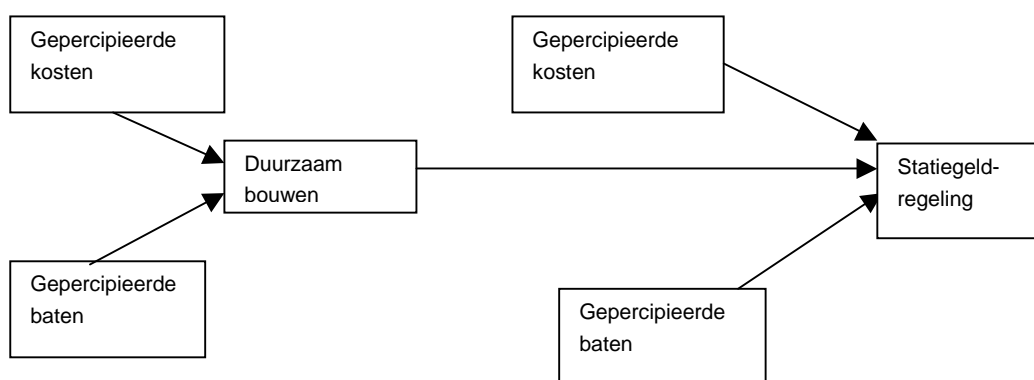 Gepercipieerde
kosten
Gepercipieerde
kosten
Duurzaam
bouwen
Statiegeld-
regeling
Gepercipieerde
baten
Gepercipieerde
baten